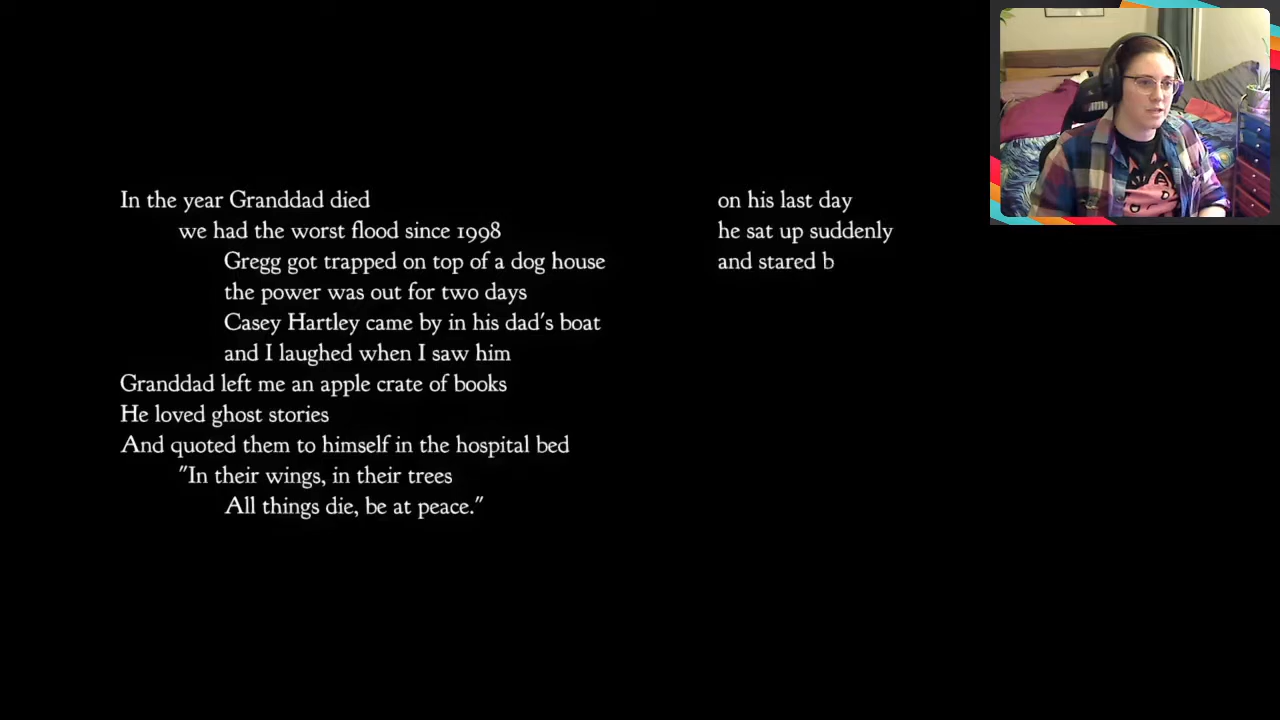 In the year Granddad died
we had the worst flood since 1998
Gregg got trapped on top of a dog house
the power was out for two days
Casey Hartley came by in his dad's boat
and I laughed when I saw him
Granddad left me an apple crate of books
He loved ghost stories
And quoted them to himself in the hospital bed
"In their wings, in their trees
All things die, be at peace."
on his last day
he sat up suddenly
and stared b